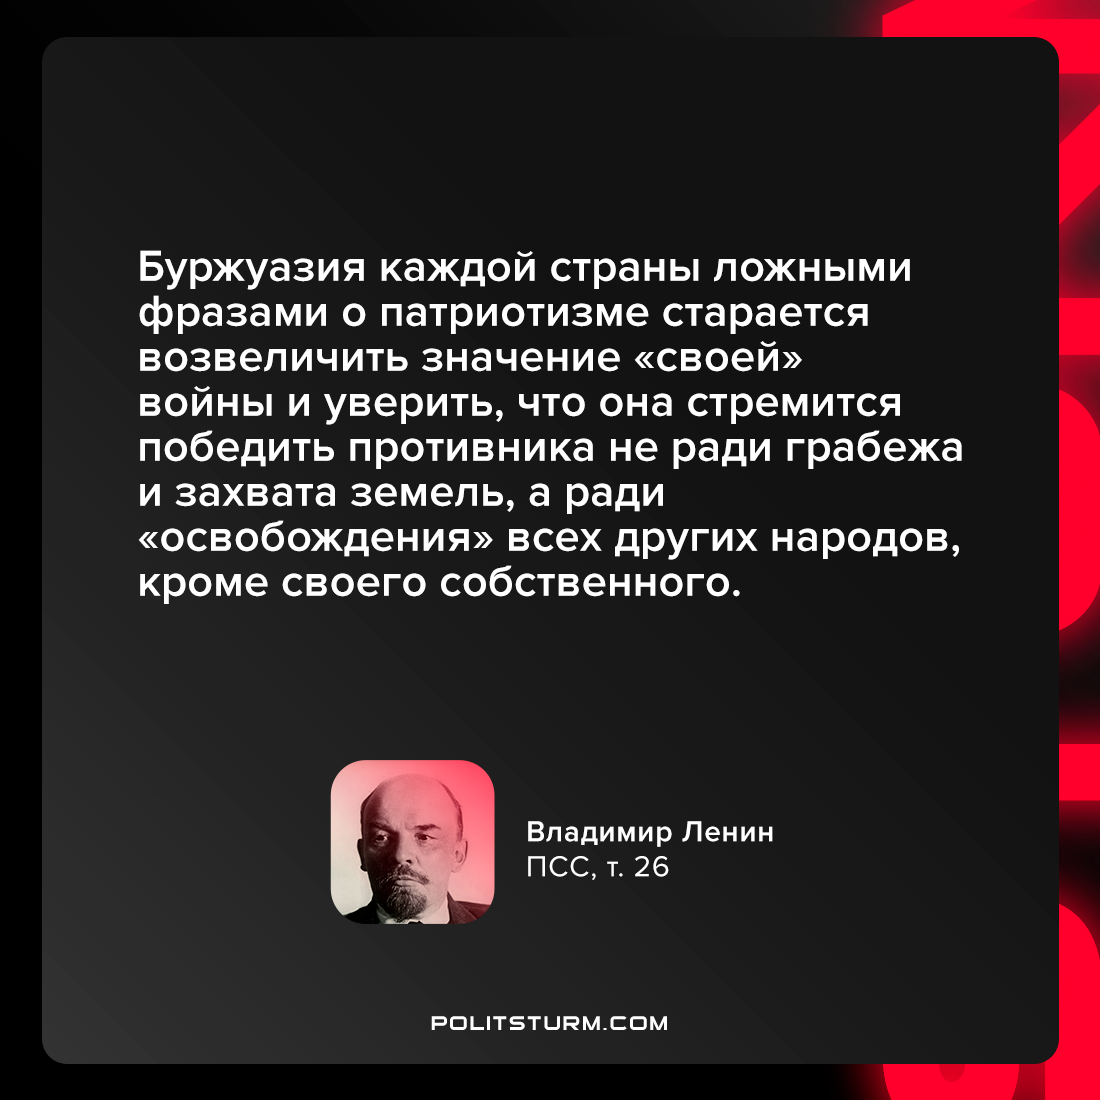 Буржуазия каждой страны ложными
фразами о патриотизме старается
возвеличить значение «своей»
войны и уверить, что она стремится
победить противника не ради грабежа
и захвата земель, а ради
«освобождения» всех других народов,
кроме своего собственного.
Владимир Ленин
ПСС, т. 26
POLITSTURM.COM